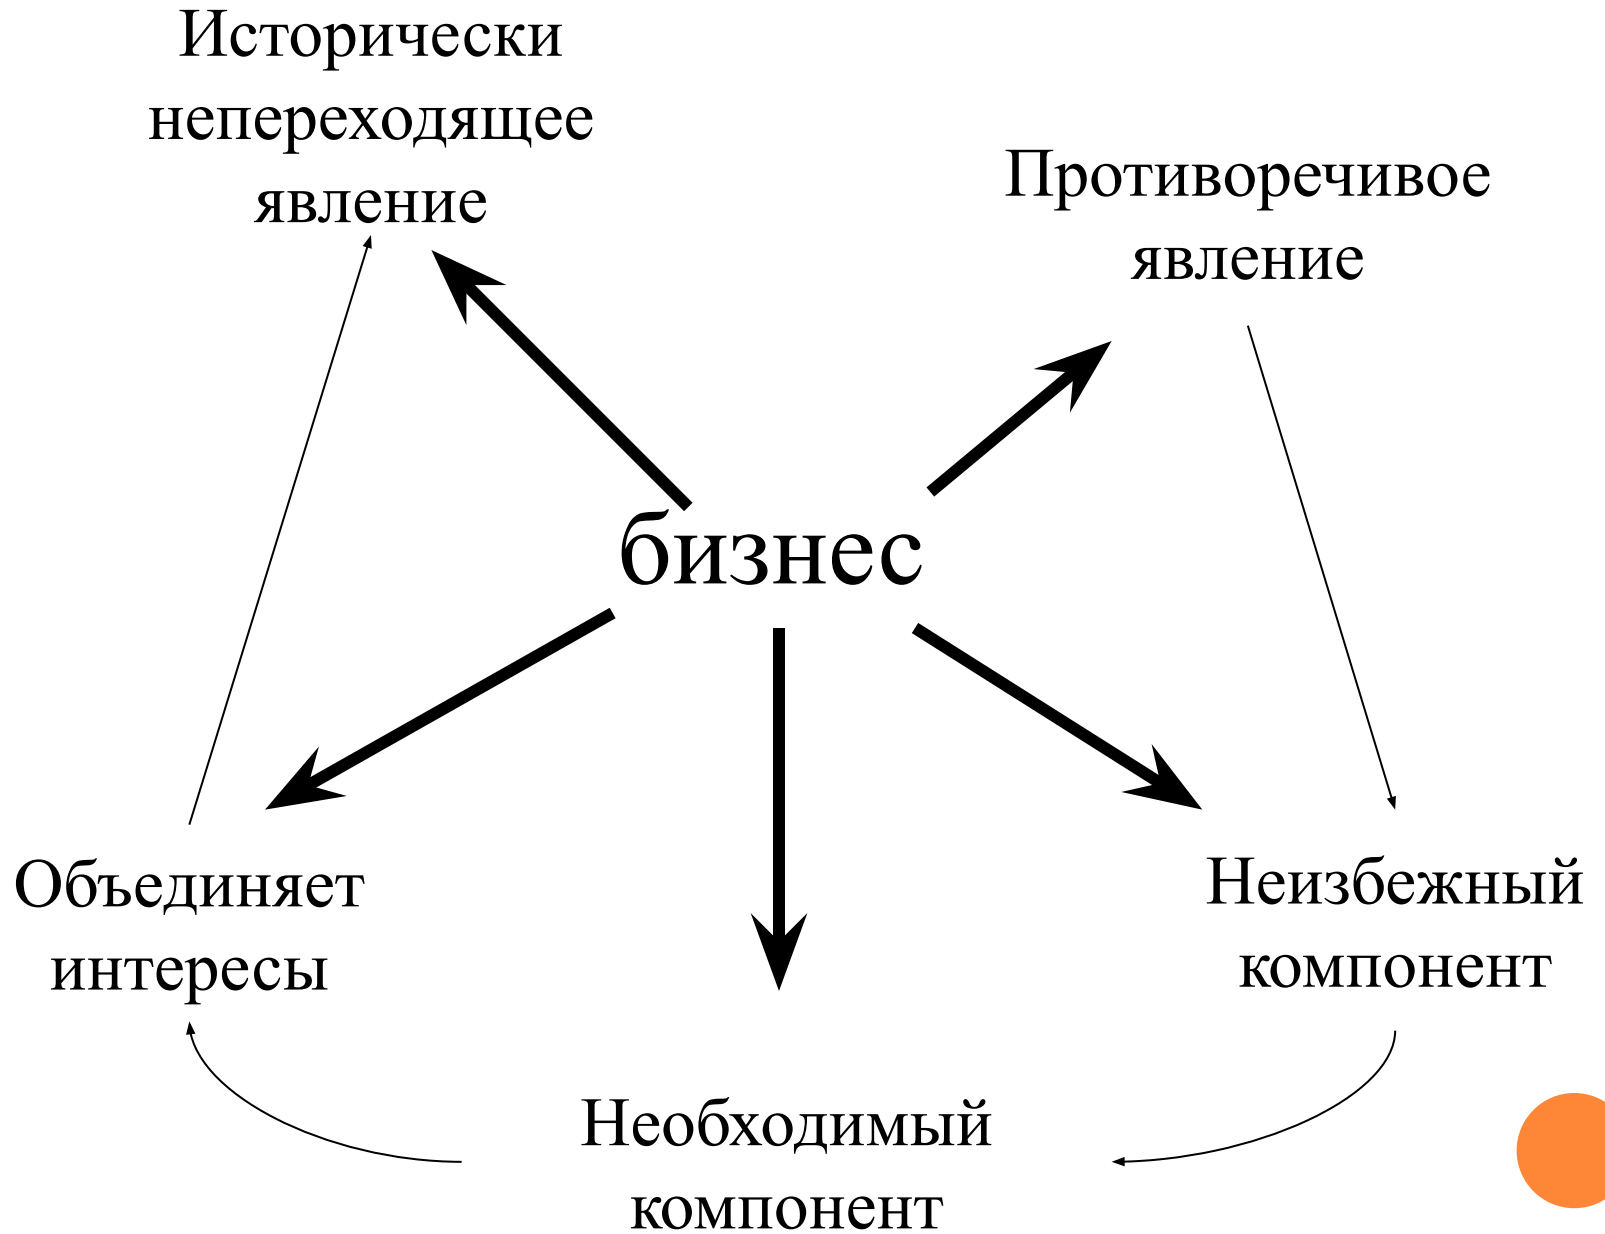 Исторически
непереходящее
явление
Противоречивое
явление
бизнес
Объединяет
интересы
Неизбежный
компонент
Необходимый
компонент